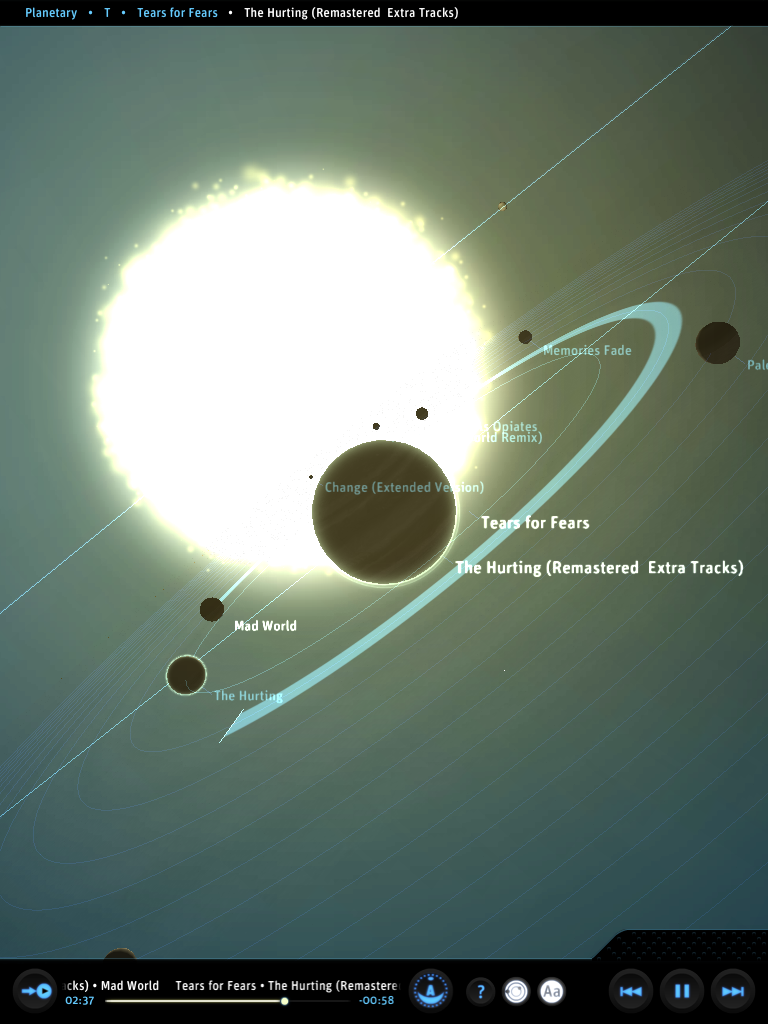 Planetary • T • Tears for Fears • The Hurting (Remastered Extra Tracks)
Memories Fade
Opiates
Remix)
Change (Extended Version)
Tears for Fears
The Hurting (Remastered Extra Tracks)
Mad World
The Hurting
cks) • Mad World Tears for Fears • The Hurting (Remastere
02:37
-00:58
A
?
Aa